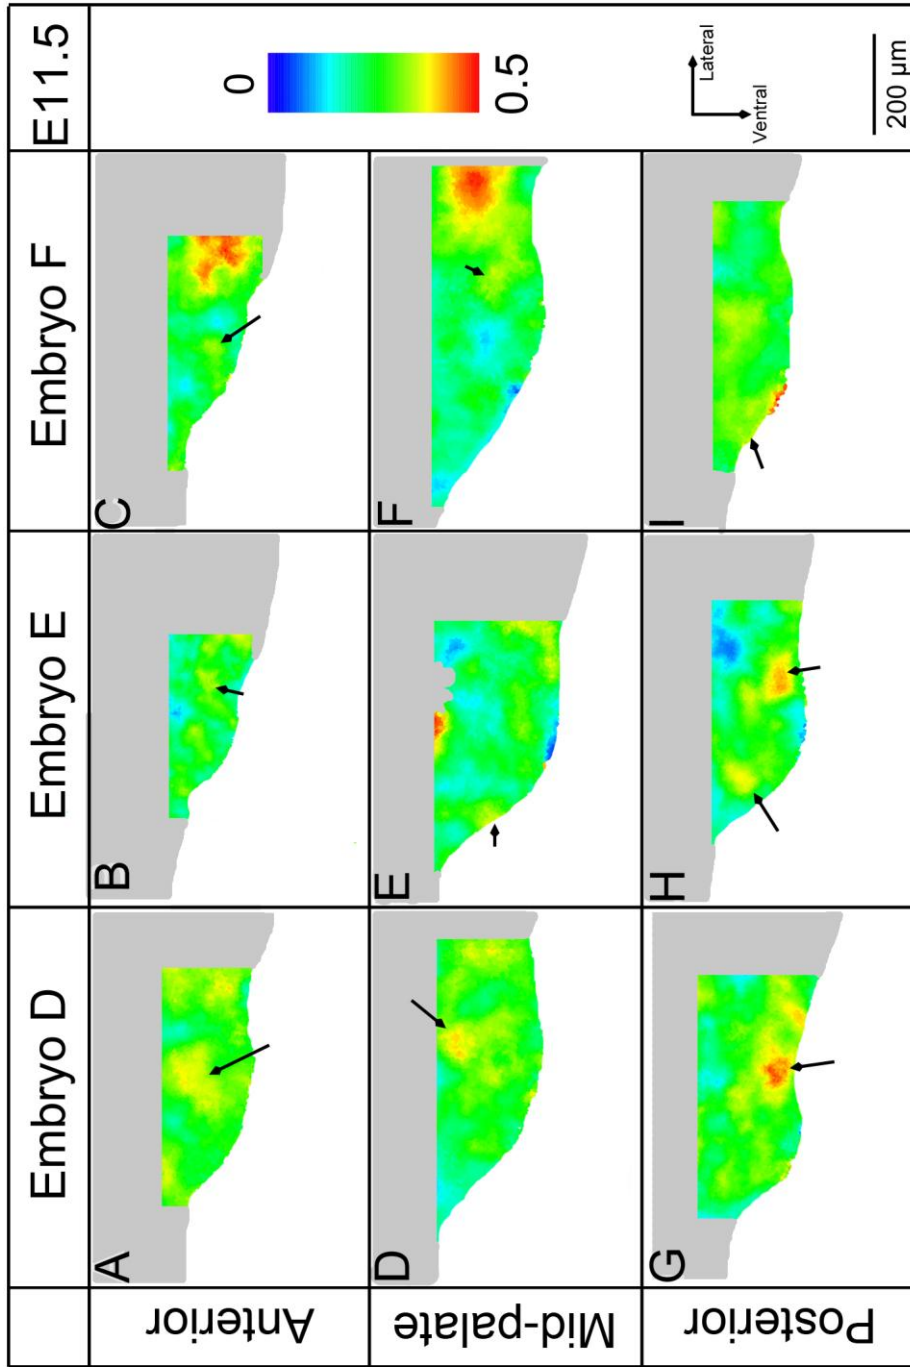 Embryo D
Embryo E
Embryo F
E11.5
Anterior
A
B
C
0
0.5
Mid-palate
D
E
F
Posterior
G
H
I
Lateral
Ventral
200 µm